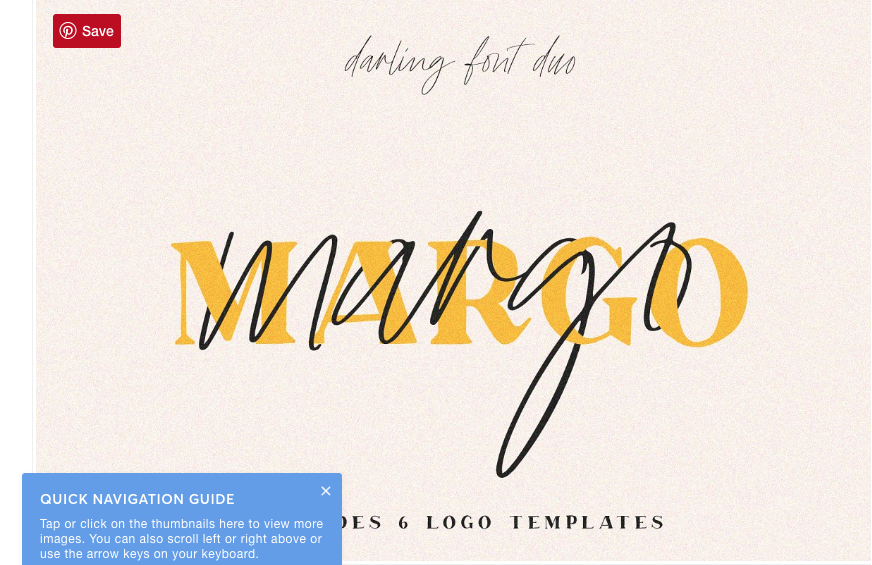 Save
darling font duo
MARGO
margo
DES 6 LOGO TEMPLATES
QUICK NAVIGATION GUIDE
Tap or click on the thumbnails here to view more
images. You can also scroll left or right above or
use the arrow keys on your keyboard.